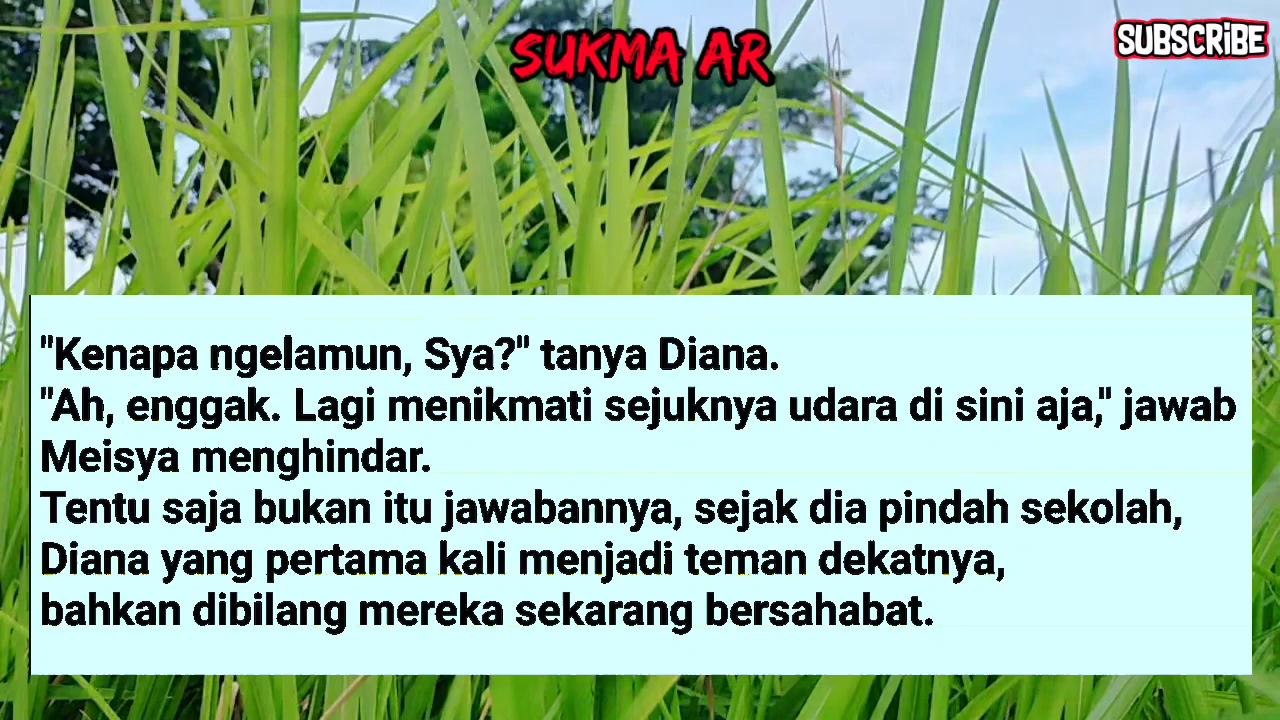 SUKMA AR
SUBSCRIBE
"Kenapa ngelamun, Sya?" tanya Diana.
"Ah, enggak. Lagi menikmati sejuknya udara di sini aja," jawab
Meisya menghindar.
Tentu saja bukan itu jawabannya, sejak dia pindah sekolah,
Diana yang pertama kali menjadi teman dekatnya,
bahkan dibilang mereka sekarang bersahabat.